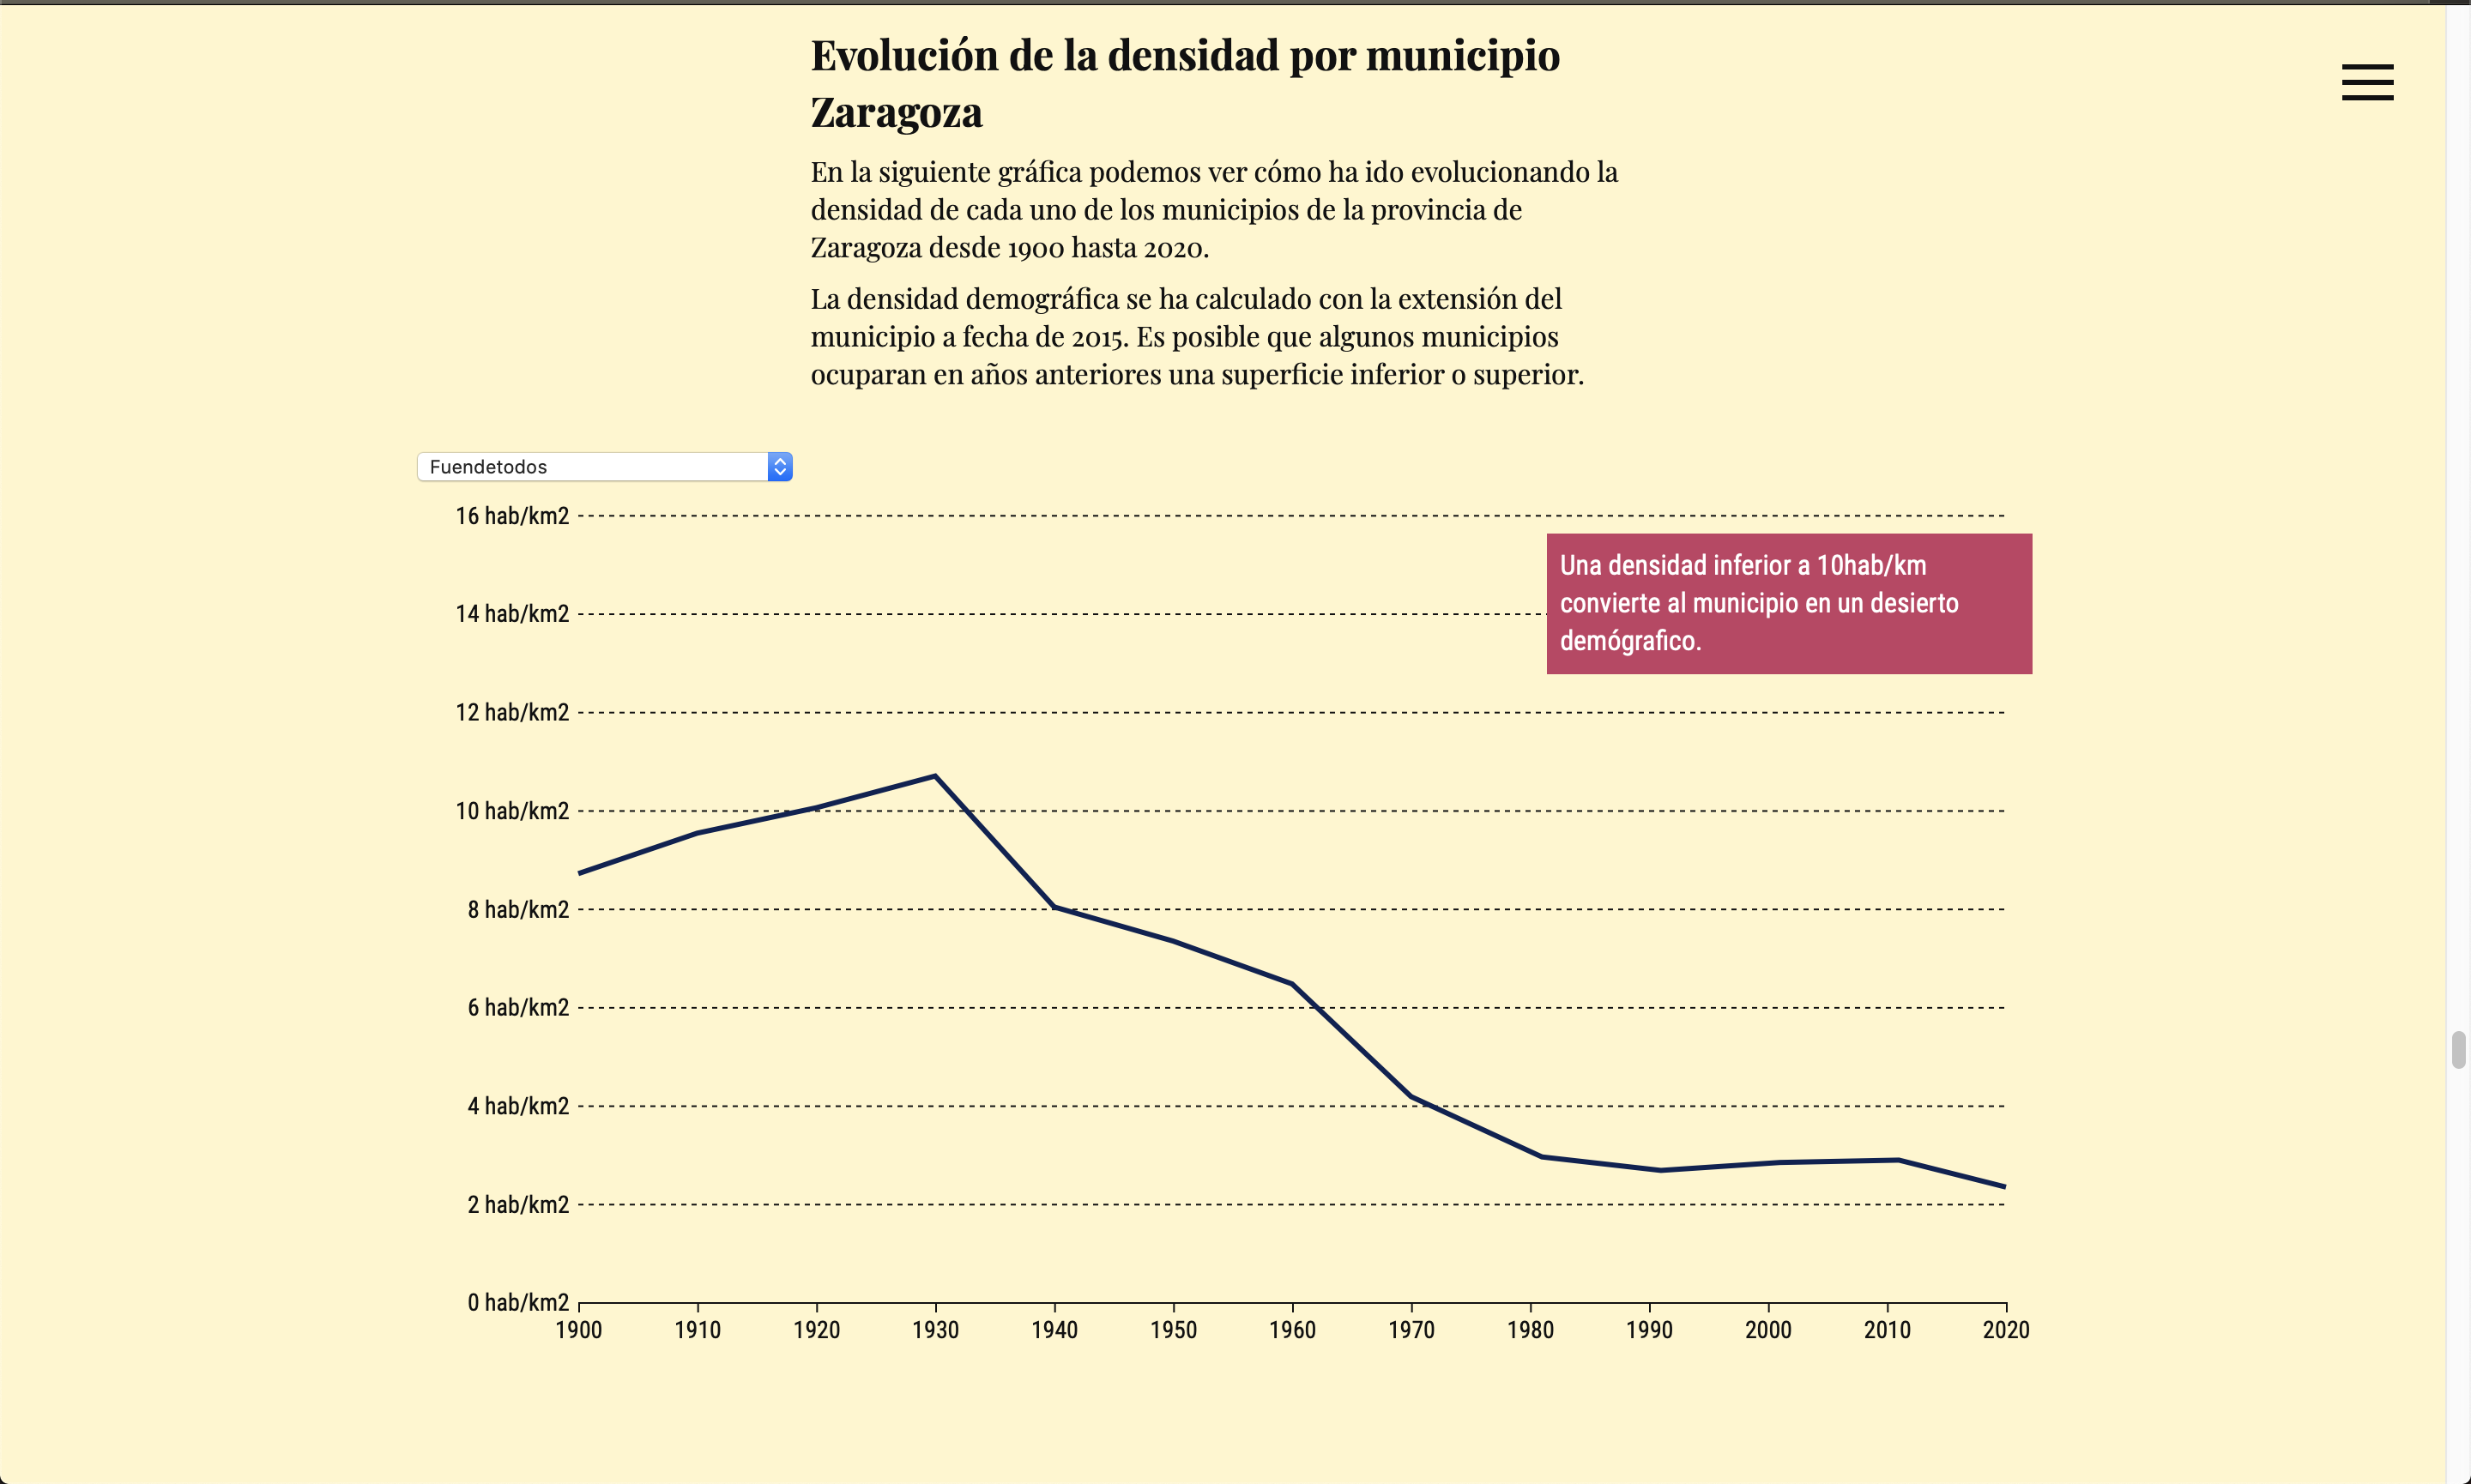 Evolución de la densidad por municipio
Zaragoza
En la siguiente gráfica podemos ver cómo ha ido evolucionando la
densidad de cada uno de los municipios de la provincia de
Zaragoza desde 1900 hasta 2020.
La densidad demográfica se ha calculado con la extensión del
municipio a fecha de 2015. Es posible que algunos municipios
ocuparan en años anteriores una superficie inferior o superior.
Fuendetodos
16 hab/km2
Una densidad inferior a 10hab/km
convierte al municipio en un desierto
demógrafico.
14 hab/km2
12 hab/km2
10 hab/km2
8 hab/km2
6 hab/km2
4 hab/km2
2 hab/km2
0 hab/km2
1900 1910 1920 1930 1940 1950 1960 1970 1980 1990 2000 2010 2020